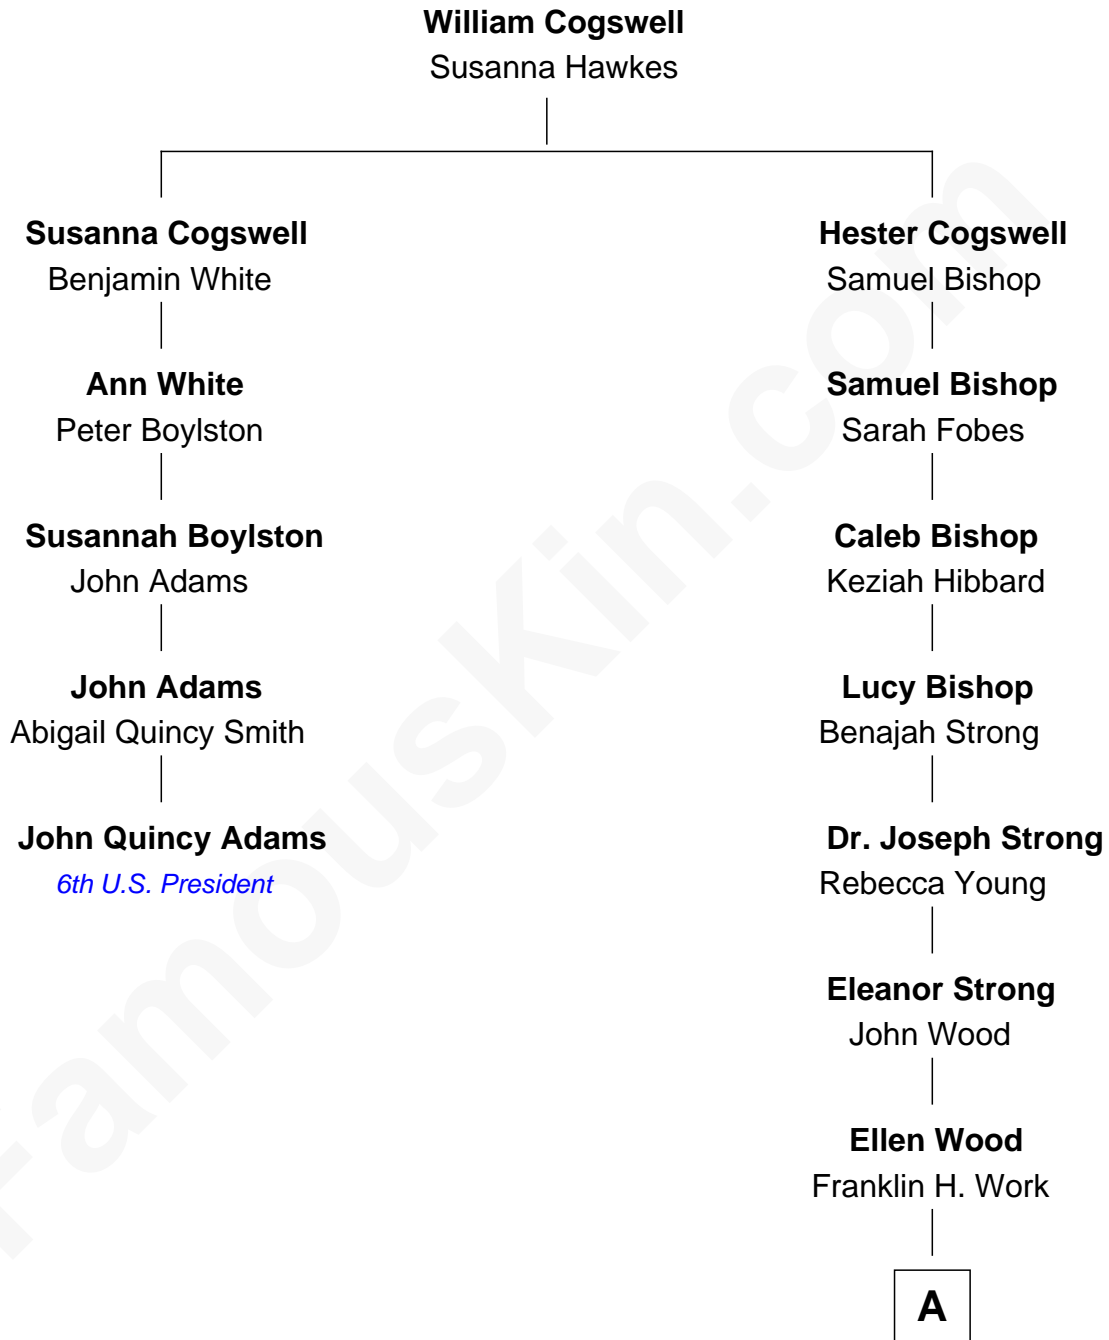 William Cogswell
Susanna Hawkes
Susanna Cogswell
Benjamin White
Hester Cogswell
Samuel Bishop
Ann White
Peter Boylston
Samuel Bishop
Sarah Fobes
Susannah Boylston
John Adams
Caleb Bishop
Keziah Hibbard
John Adams
Abigail Quincy Smith
Lucy Bishop
Benajah Strong
John Quincy Adams
6th U.S. President
Dr. Joseph Strong
Rebecca Young
Eleanor Strong
John Wood
Ellen Wood
Franklin H. Work
A
FamousKin.com